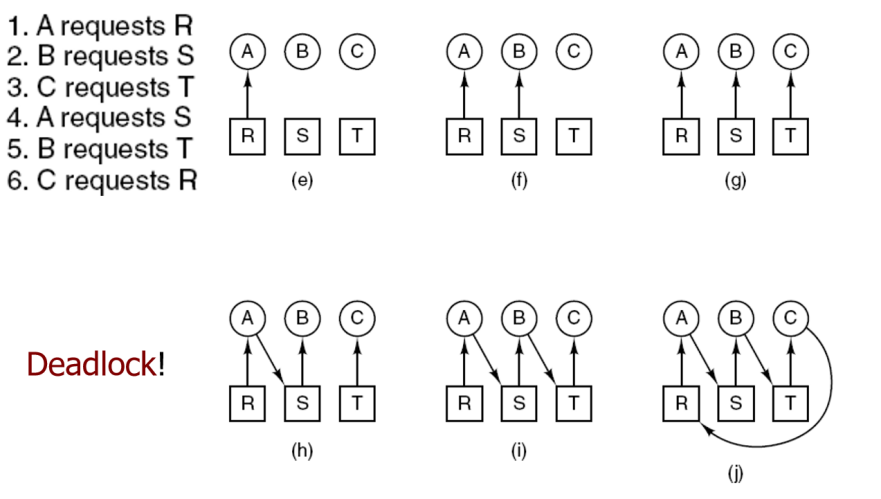 1. A requests R
2. B requests S
3. C requests T
4. A requests S
5. B requests T
6. C requests R
A B C
R S T
(e)
A B C
R S T
(f)
A B C
R S T
(g)
Deadlock!
A B C
R S T
(h)
A B C
R S T
(i)
A B C
R S T
(j)